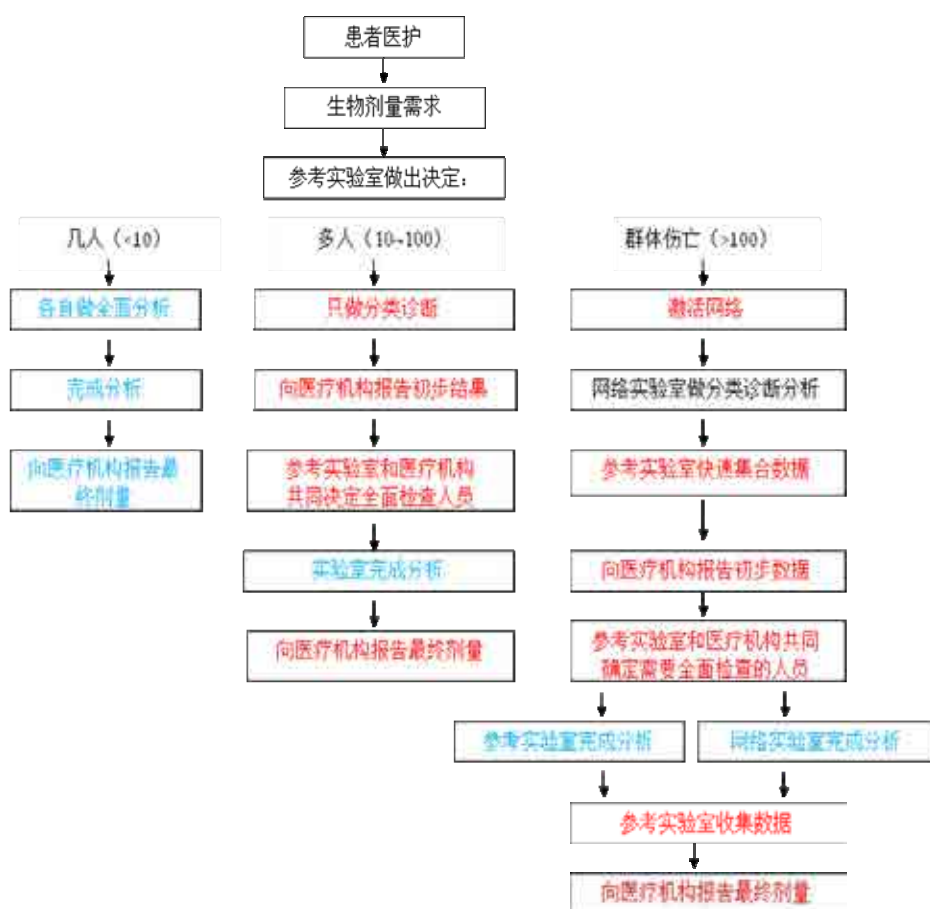 患者医护
生物剂量需求
参考实验室做出决定:
几人（<10）
多人（10~100）
群体伤亡（>100）
各自做全面分析
只做分类诊断
激活网络
完成分析
向医疗机构报告初步结果
网络实验室做分类诊断分析
向医疗机构报告最
终剂量
参考实验室和医疗机构
共同决定全面检查人员
参考实验室快速集合数据
实验室完成分析
向医疗机构报告初步数据
向医疗机构报告最终剂量
参考实验室和医疗机构共同
确定需要全面检查的人员
参考实验室完成分析
网络实验室完成分析
参考实验室收集数据
向医疗机构报告最终剂量